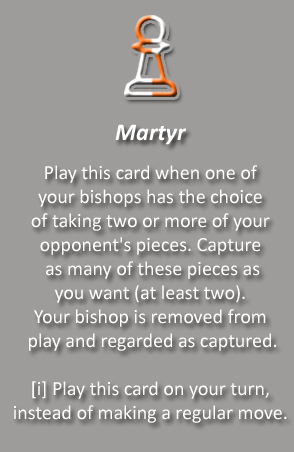 Martyr
Play this card when one of
your bishops has the choice
of taking two or more of your
opponent's pieces. Capture
as many of these pieces as
you want (at least two).
Your bishop is removed from
play and regarded as captured.
[i] Play this card on your turn,
instead of making a regular move.